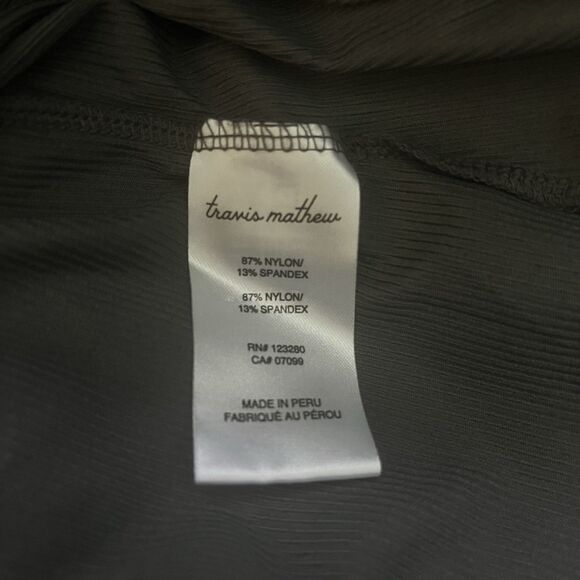 travis mathew
87% NYLON/
13% SPANDEX
87% NYLON/
13% SPANDEX
RN# 123280
CA# 07099
MADE IN PERU
FABRIQUÉ AU PÉROU